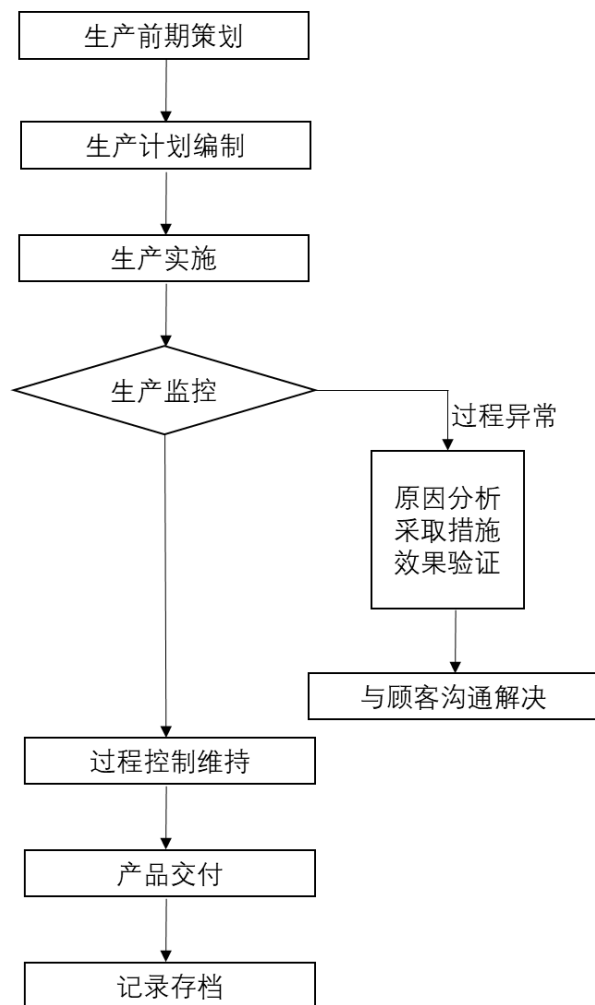 生产前期策划
生产计划编制
生产实施
生产监控
过程异常
原因分析
采取措施
效果验证
与顾客沟通解决
过程控制维持
产品交付
记录存档